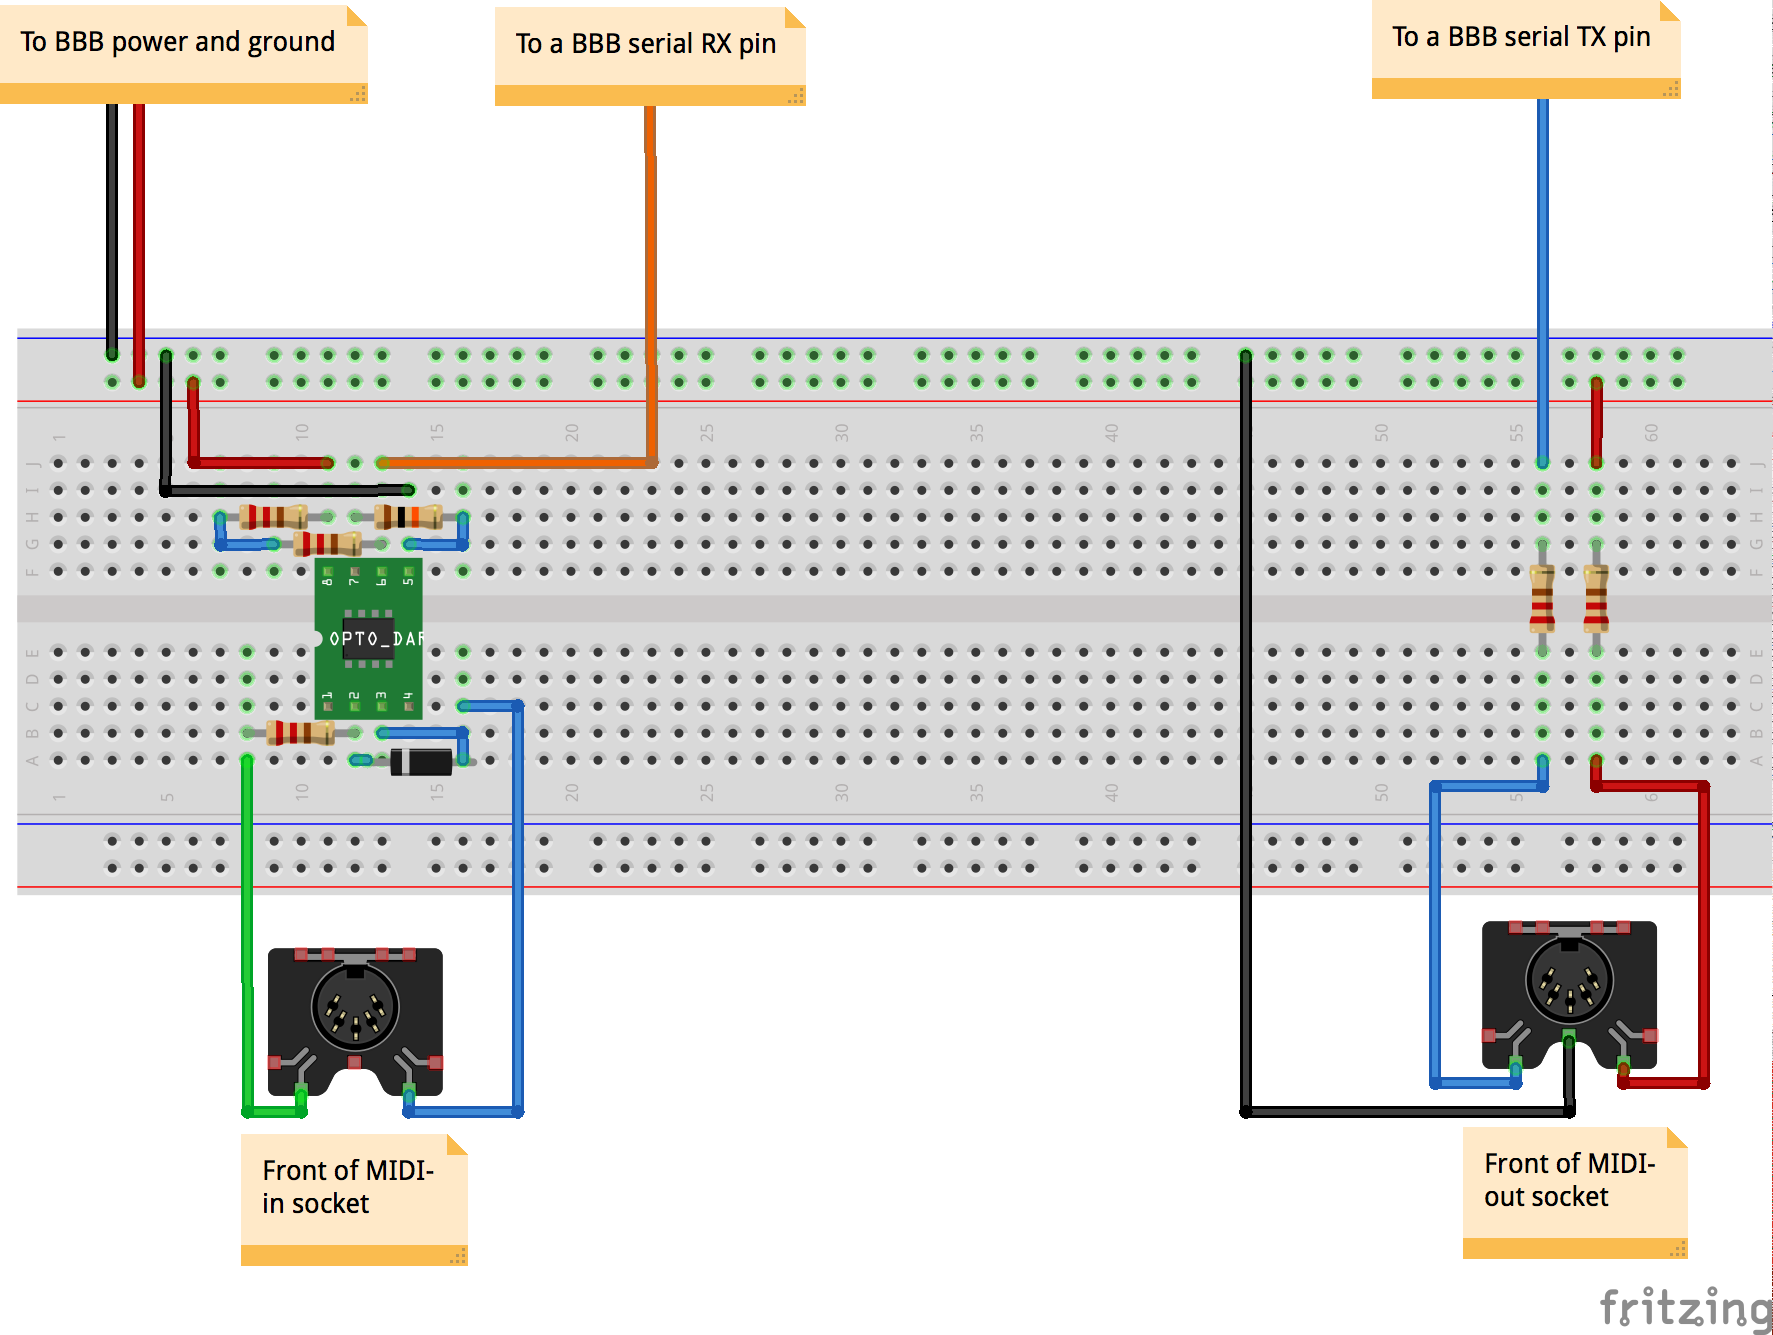 To BBB power and ground
To a BBB serial RX pin
To a BBB serial TX pin
1
10
15
20
25
30
35
40
50
55
60
J
J
I
I
H
H
G
G
F
F
8 7 6 5
OPTO_DAR
1 2 3 4
E
E
D
D
C
C
B
B
A
A
1
5
10
15
20
25
30
35
40
50
5
6
Front of MIDI-
in socket
Front of MIDI-
out socket
fritzing